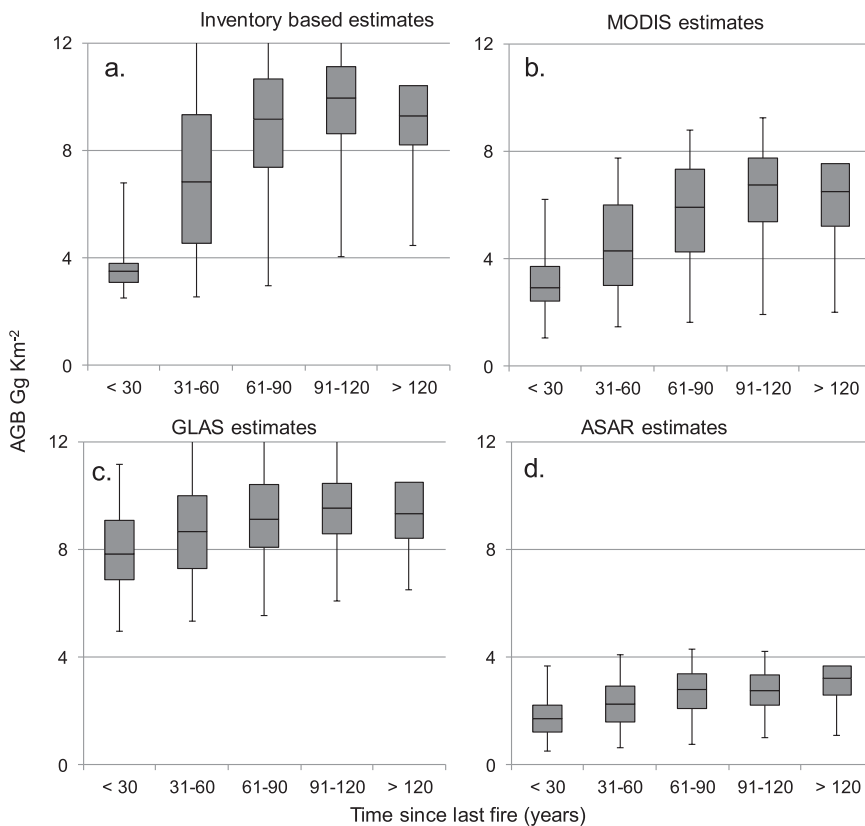 Inventory based estimates
MODIS estimates
12
a.
8
4
0
< 30 31-60 61-90 91-120 > 120
12
b.
8
4
0
< 30 31-60 61-90 91-120 > 120
AGB Gg Km-2
GLAS estimates
ASAR estimates
12
c.
8
4
0
< 30 31-60 61-90 91-120 > 120
12
d.
8
4
0
< 30 31-60 61-90 91-120 > 120
Time since last fire (years)